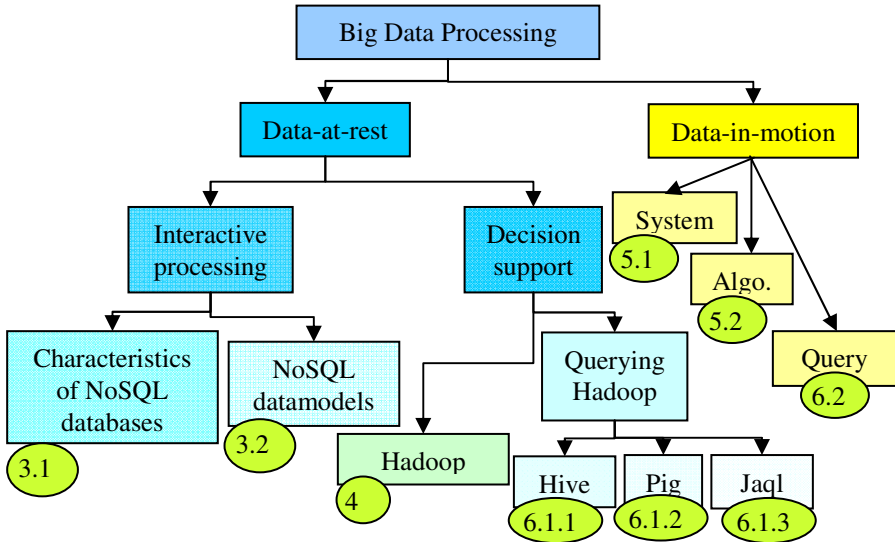 Big Data Processing
Data-at-rest
Data-in-motion
Interactive
processing
Decision
support
System
5.1
Algo.
5.2
Query
6.2
Characteristics
of NoSQL
databases
3.1
NoSQL
datamodels
3.2
Querying
Hadoop
Hadoop
4
Hive
6.1.1
Pig
6.1.2
Jaql
6.1.3